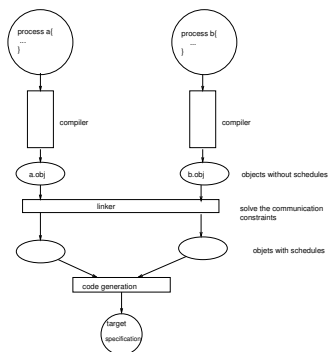 process a{
...
}
process b{
...
}
compiler
compiler
a.obj
b.obj
objects without schedules
linker
solve the communication
constraints
objets with schedules
code generation
target
specification